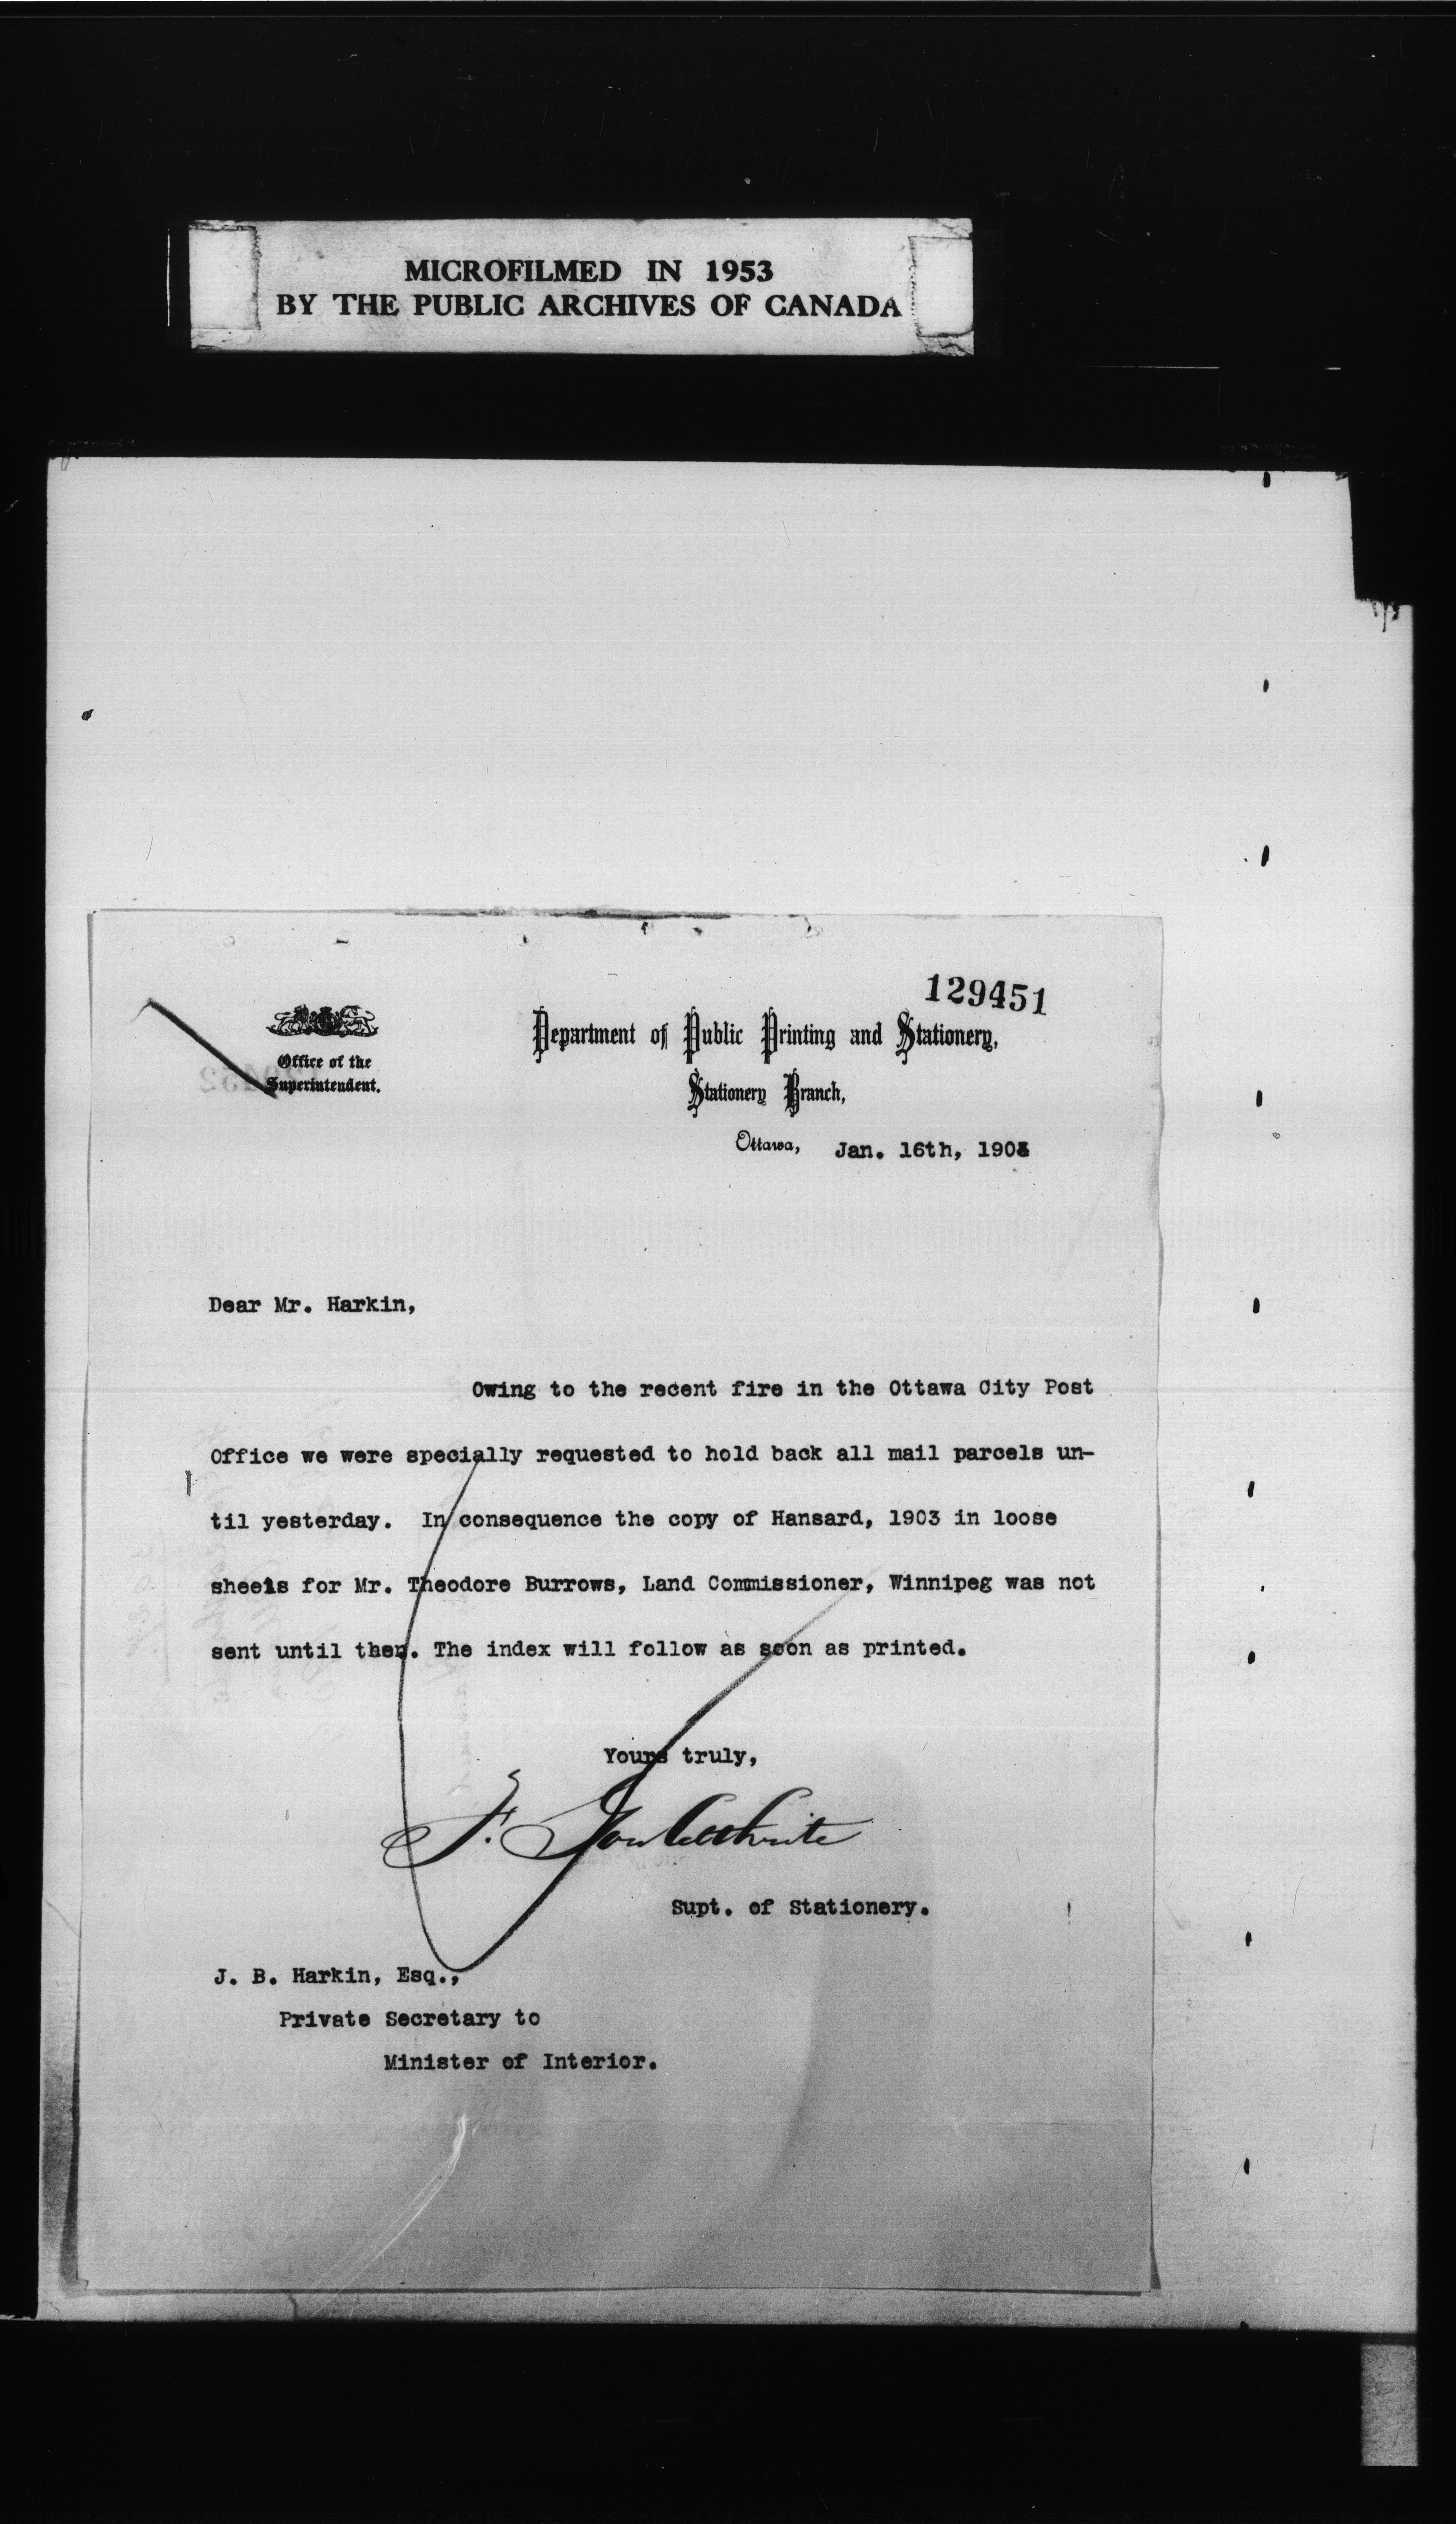 MICROFILMED IN 1953
BY THE PUBLIC ARCHIVES OF CANADA
129451
Office of the
Superintendent.
Department of Public Printing and Stationery,
Stationery Branch,
Ottawa, Jan. 16th, 190
Dear Mr. Harkin,
Owing to the recent fire in the Ottawa City Post
Office we were specially requested to hold back all mail parcels un-
til yesterday. In consequence the copy of Hansard, 1903 in loose
sheets for Mr. Theodore Burrows, Land Commissioner, Winnipeg was not
sent until then. The index will follow as soon as printed.
Yours truly,
F. Gouldthrite
Supt. of Stationery.
J. B. Harkin, Esq.,
Private Secretary to
Minister of Interior.